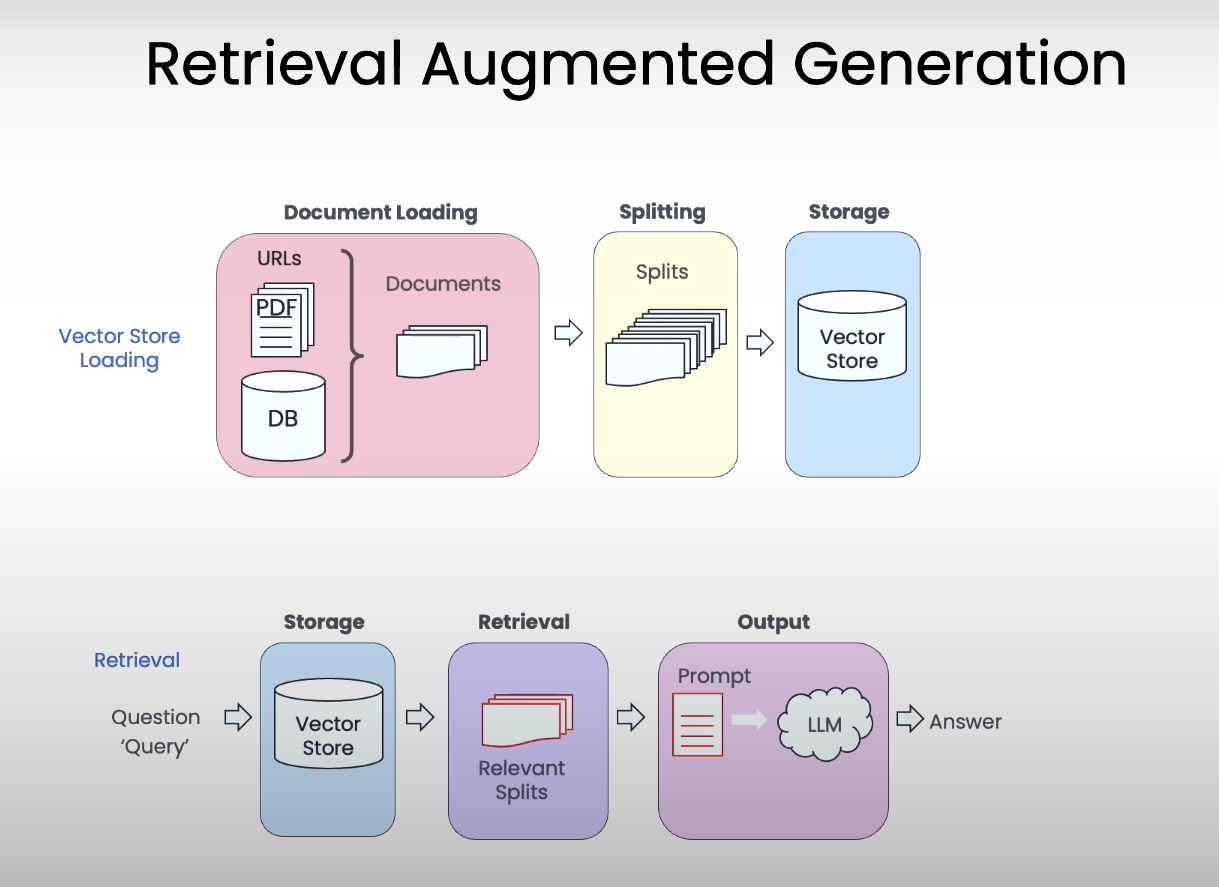 Retrieval Augmented Generation
Document Loading
Splitting
Storage
URLs
PDF
DB
Documents
Splits
Vector
Store
Vector Store
Loading
Storage
Retrieval
Output
Retrieval
Question
‘Query’
Vector
Store
Relevant
Splits
Prompt
LLM
Answer